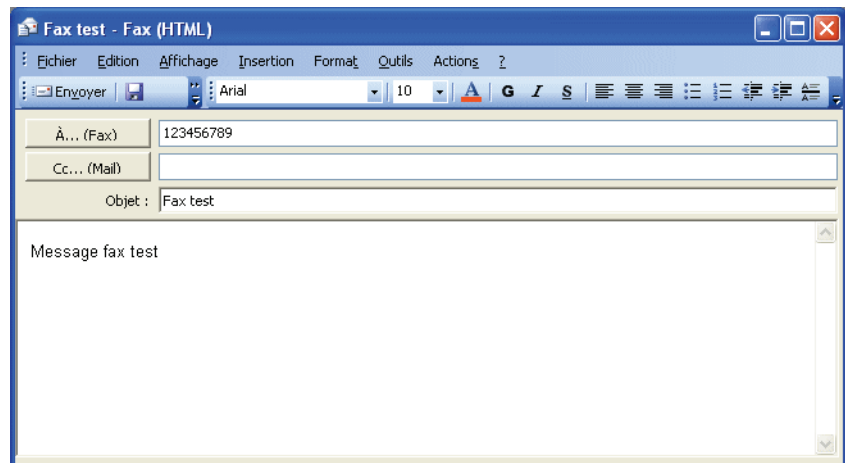 Fax test - Fax (HTML)
Fichier Edition Affichage Insertion Format Outils Actions ?
Envoyer Arial 10 A G I S
À... (Fax) 123456789
Cc... (Mail)
Objet : Fax test
Message fax test